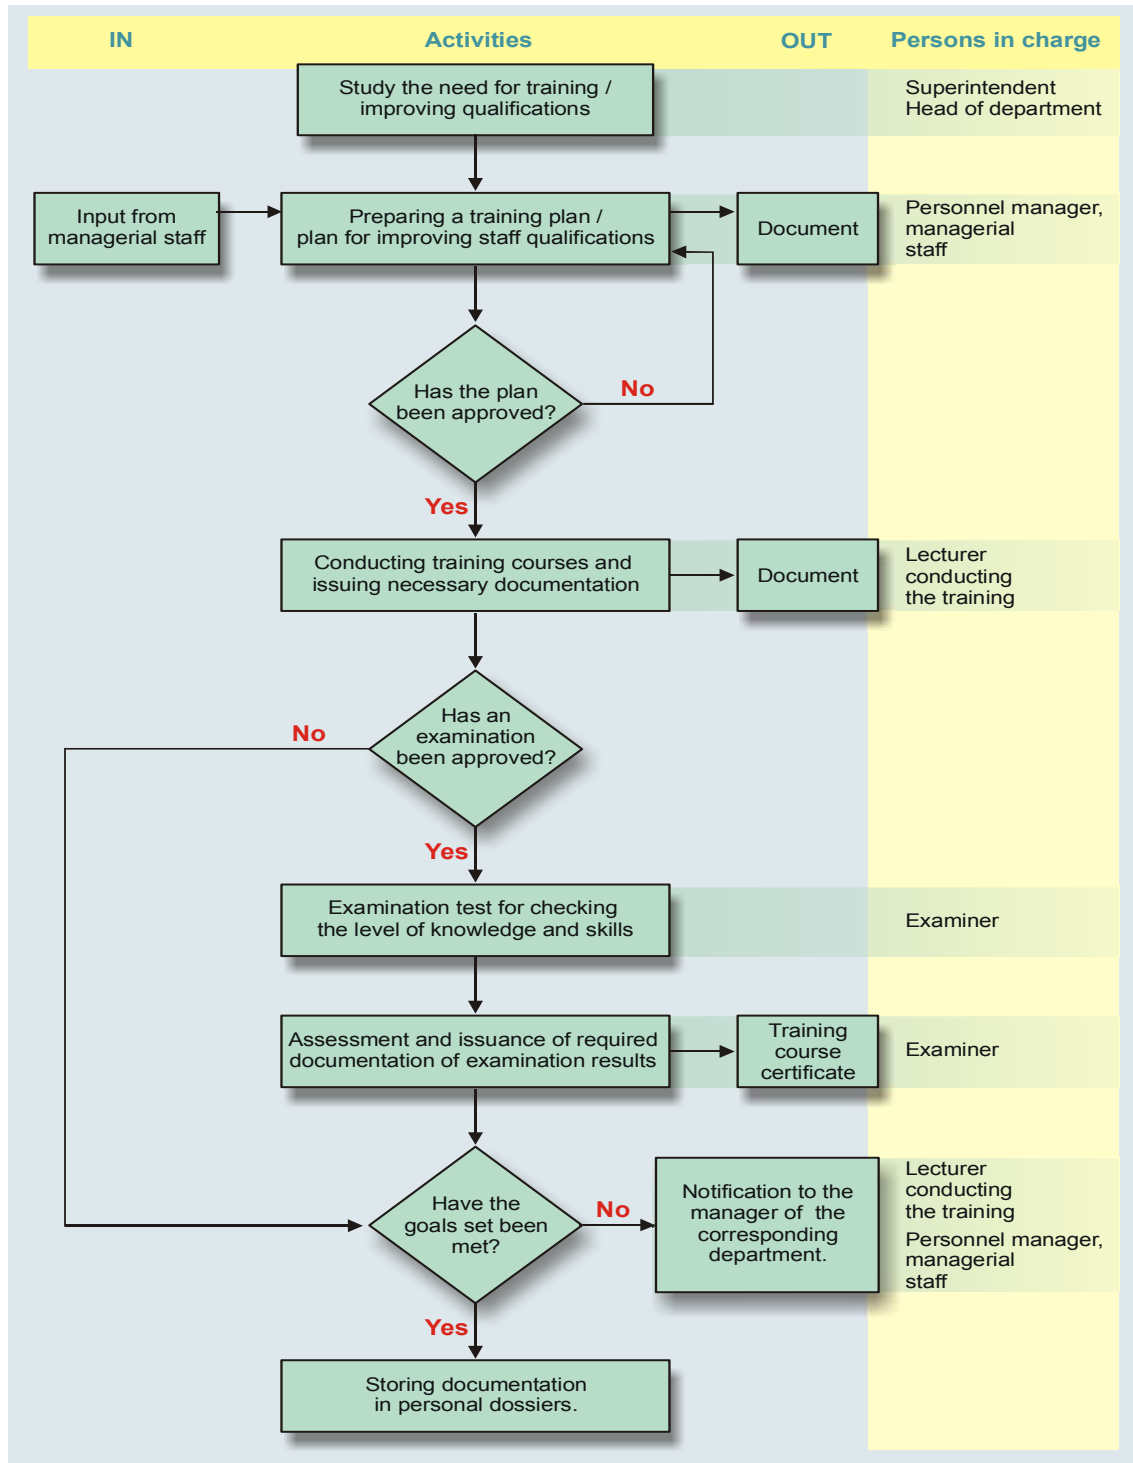 IN
Activities
OUT
Persons in charge
Study the need for training /
improving qualifications
Superintendent
Head of department
Input from
managerial staff
Preparing a training plan /
plan for improving staff qualifications
Document
Personnel manager,
managerial
staff
Has the plan
been approved?
No
Yes
Conducting training courses and
issuing necessary documentation
Document
Lecturer
conducting
the training
Has an
examination
been approved?
No
Yes
Examination test for checking
the level of knowledge and skills
Examiner
Assessment and issuance of required
documentation of examination results
Training
course
certificate
Examiner
Have the
goals set been
met?
No
Notification to the
manager of the
corresponding
department.
Lecturer
conducting
the training
Personnel manager,
managerial
staff
Yes
Storing documentation
in personal dossiers.